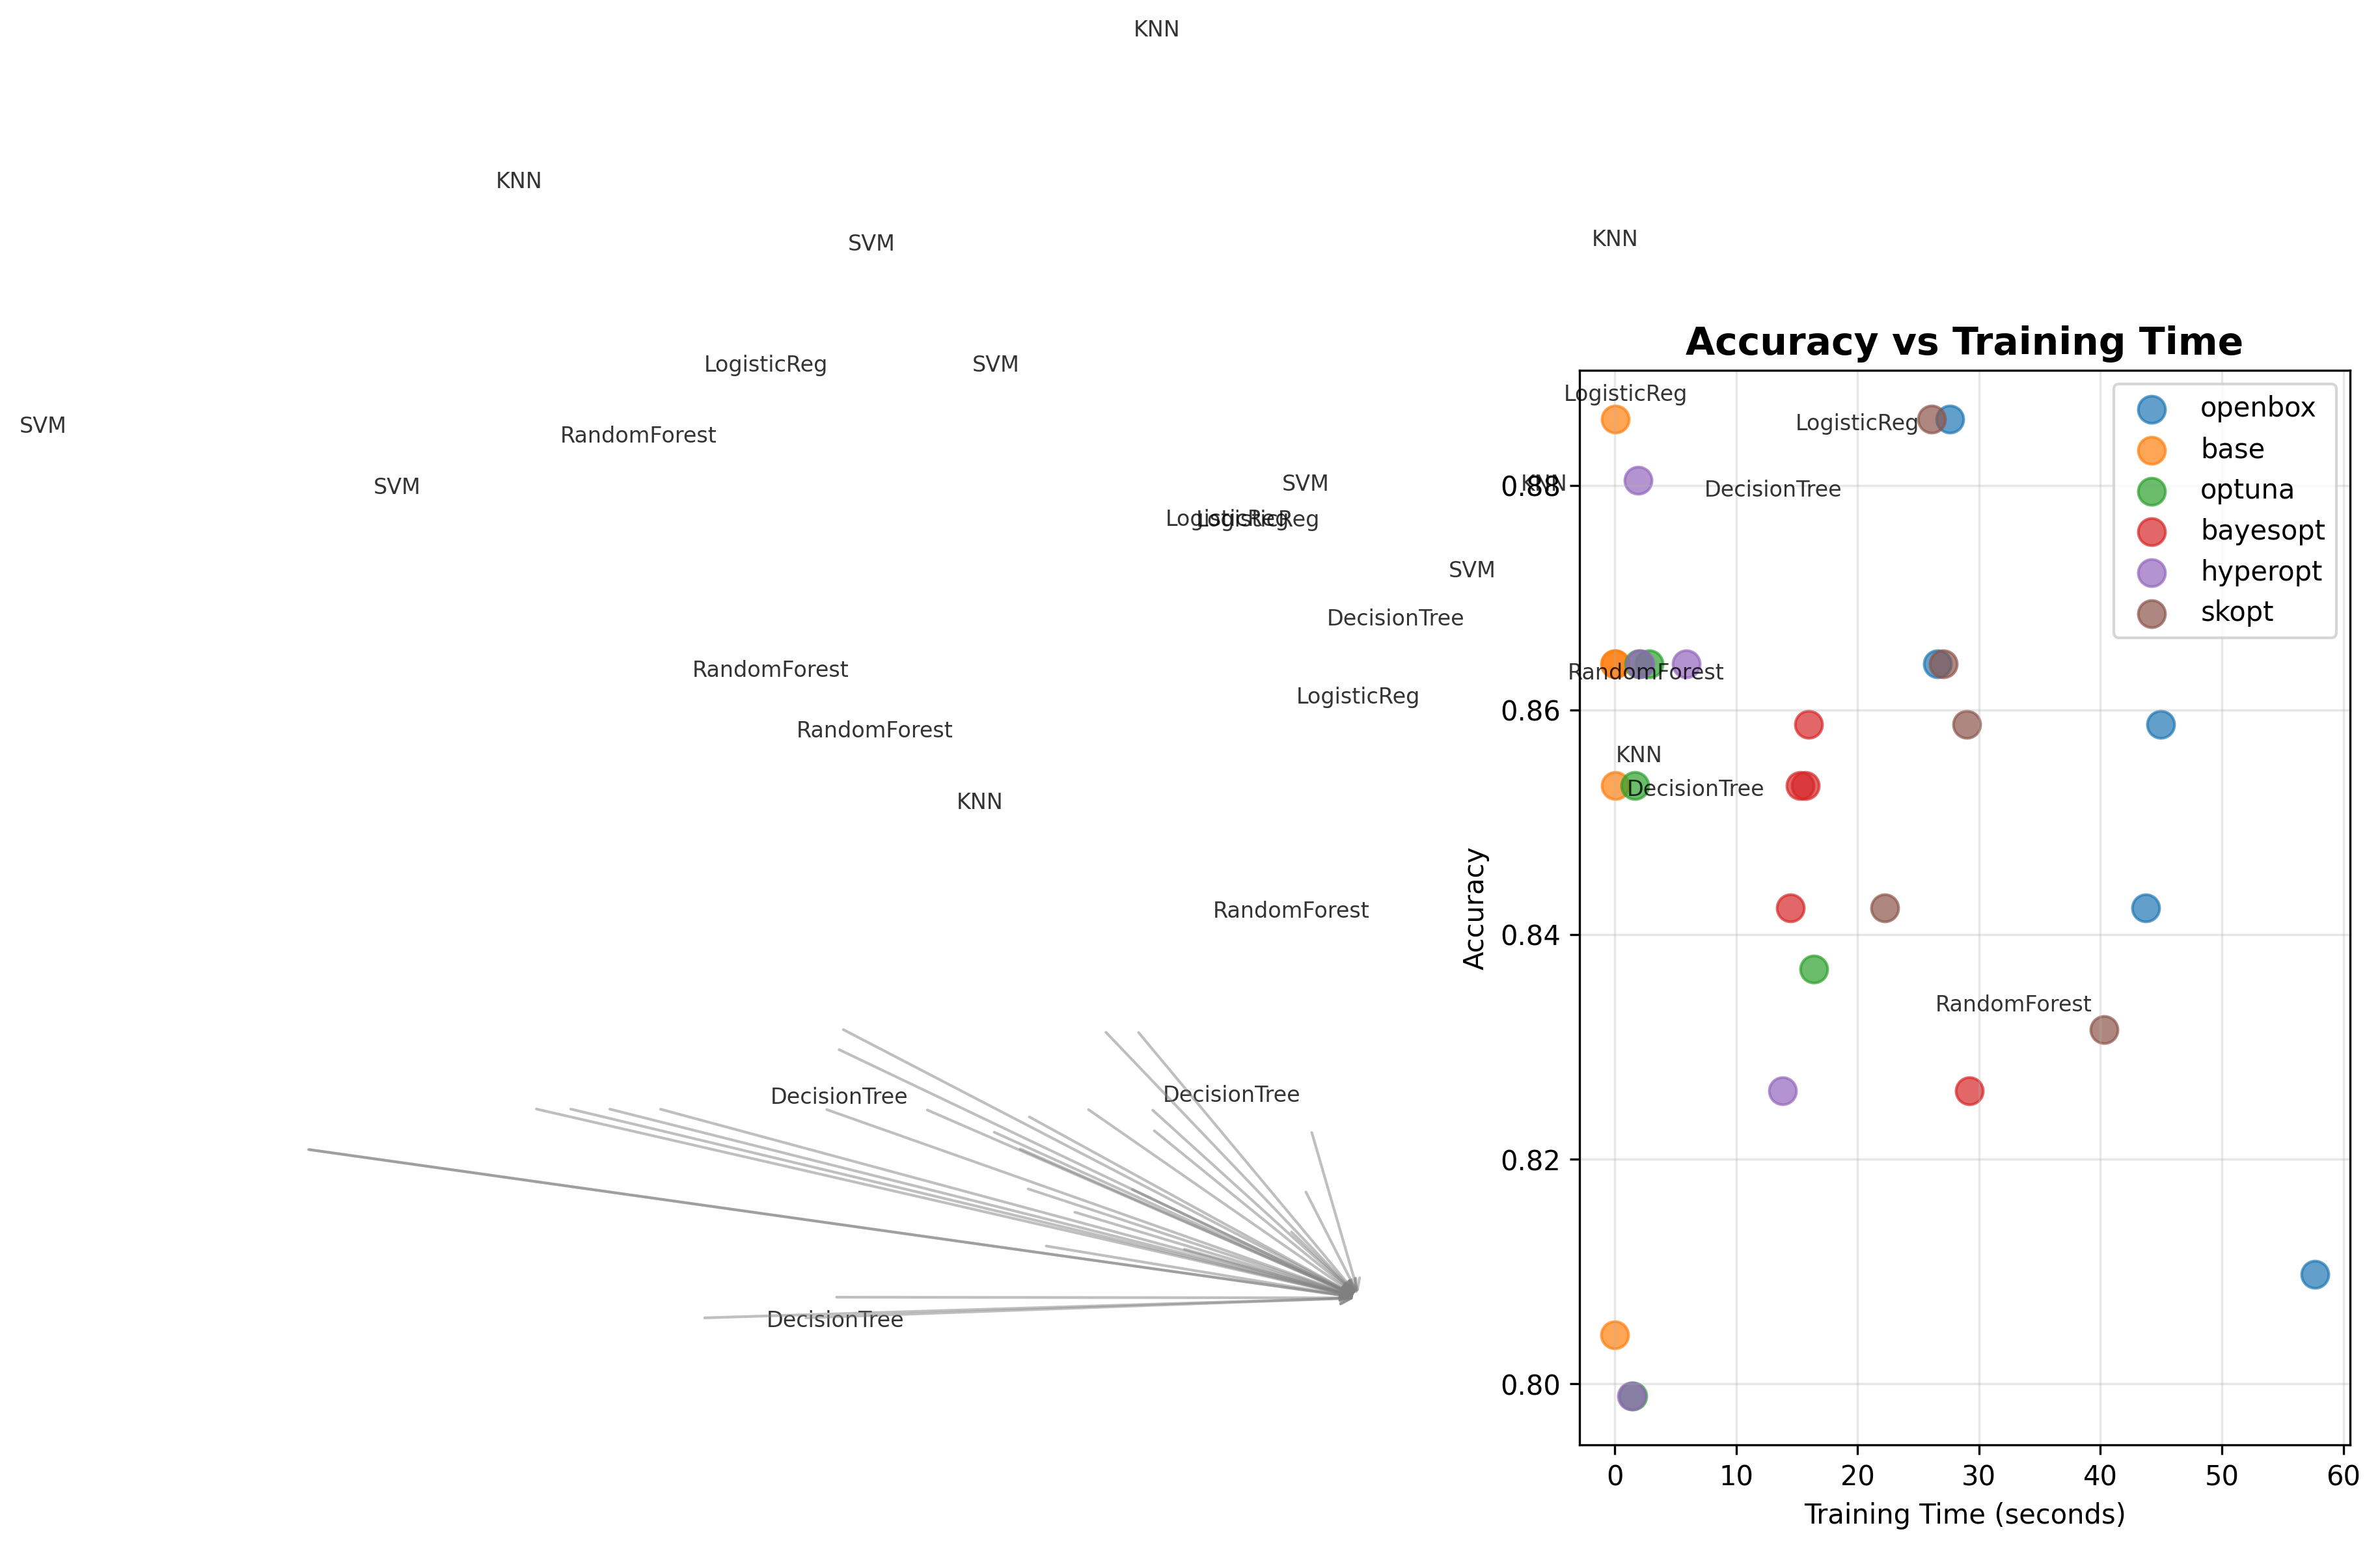 KNN
KNN
SVM
KNN
Accuracy vs Training Time
LogisticReg
SVM
LogisticReg
SVM
RandomForest
LogisticReg
openbox
base
optuna
bayesopt
hyperopt
skopt
SVM
SVM
KNN
0.88
DecisionTree
LogisticReg
LogisticReg
SVM
DecisionTree
RandomForest
RandomForest
LogisticReg
0.86
RandomForest
KNN
DecisionTree
KNN
Accuracy
RandomForest
0.84
RandomForest
DecisionTree
DecisionTree
0.82
DecisionTree
0.80
0 10 20 30 40 50 60
Training Time (seconds)